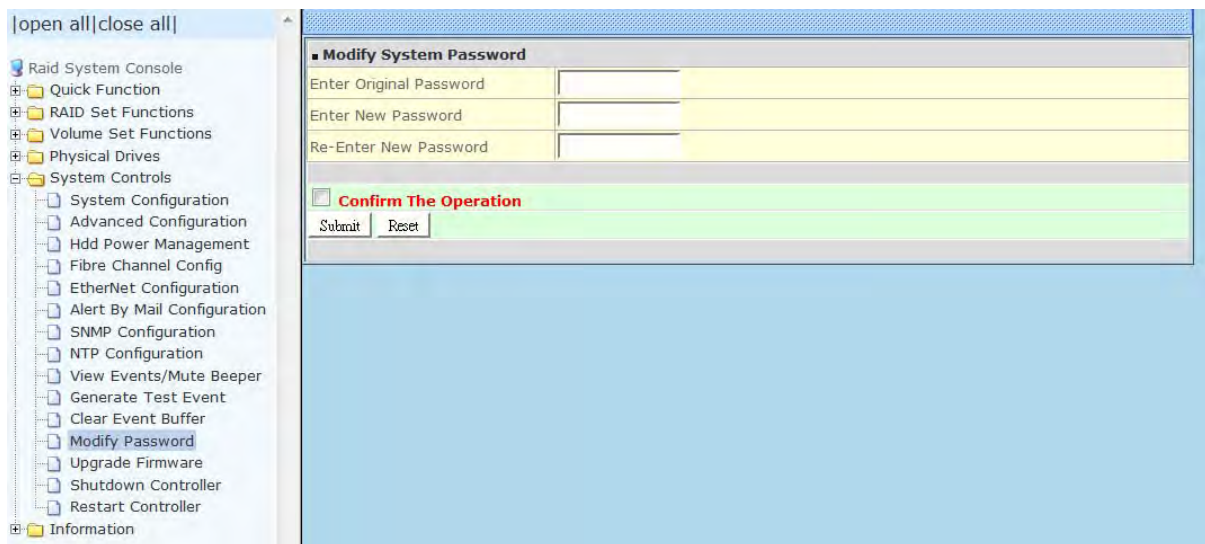 |open all|close all|
Raid System Console
Quick Function
RAID Set Functions
Volume Set Functions
Physical Drives
System Controls
System Configuration
Advanced Configuration
Hdd Power Management
Fibre Channel Config
EtherNet Configuration
Alert By Mail Configuration
SNMP Configuration
NTP Configuration
View Events/Mute Beeper
Generate Test Event
Clear Event Buffer
Modify Password
Upgrade Firmware
Shutdown Controller
Restart Controller
Information
Modify System Password
Enter Original Password
Enter New Password
Re-Enter New Password
Confirm The Operation
Submit Reset